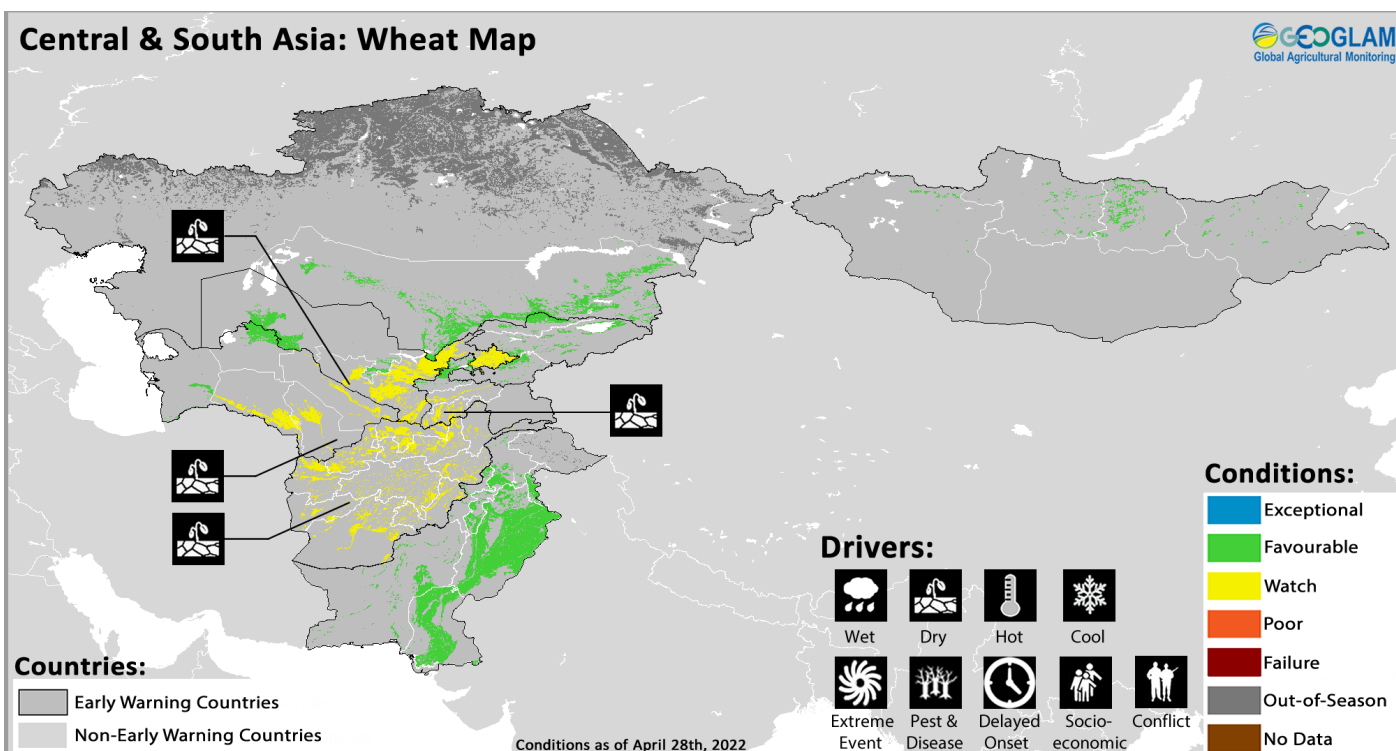 Central & South Asia: Wheat Map
GEOGLAM
Global Agricultural Monitoring
Conditions:
Exceptional
Favourable
Watch
Poor
Failure
Out-of-Season
No Data
Drivers:
Wet
Dry
Hot
Cool
Extreme
Event
Pest &
Disease
Delayed
Onset
Socio-
economic
Conflict
Countries:
Early Warning Countries
Non-Early Warning Countries
Conditions as of April 28th, 2022